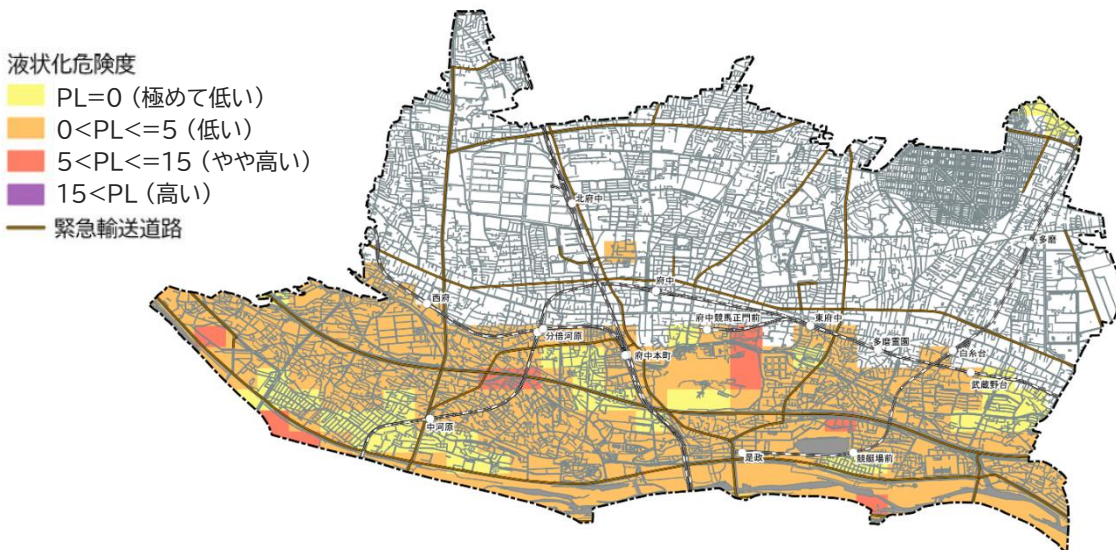 液状化危険度
PL=0 (極めて低い)
0<PL<=5 (低い)
5<PL<=15 (やや高い)
15<PL (高い)
緊急輸送道路
北府中
多磨
西府
府中
府中競馬正門前
東府中
分倍河原
府中本町
多磨霊園
白糸台
武蔵野台
中河原
是政
競艇場前